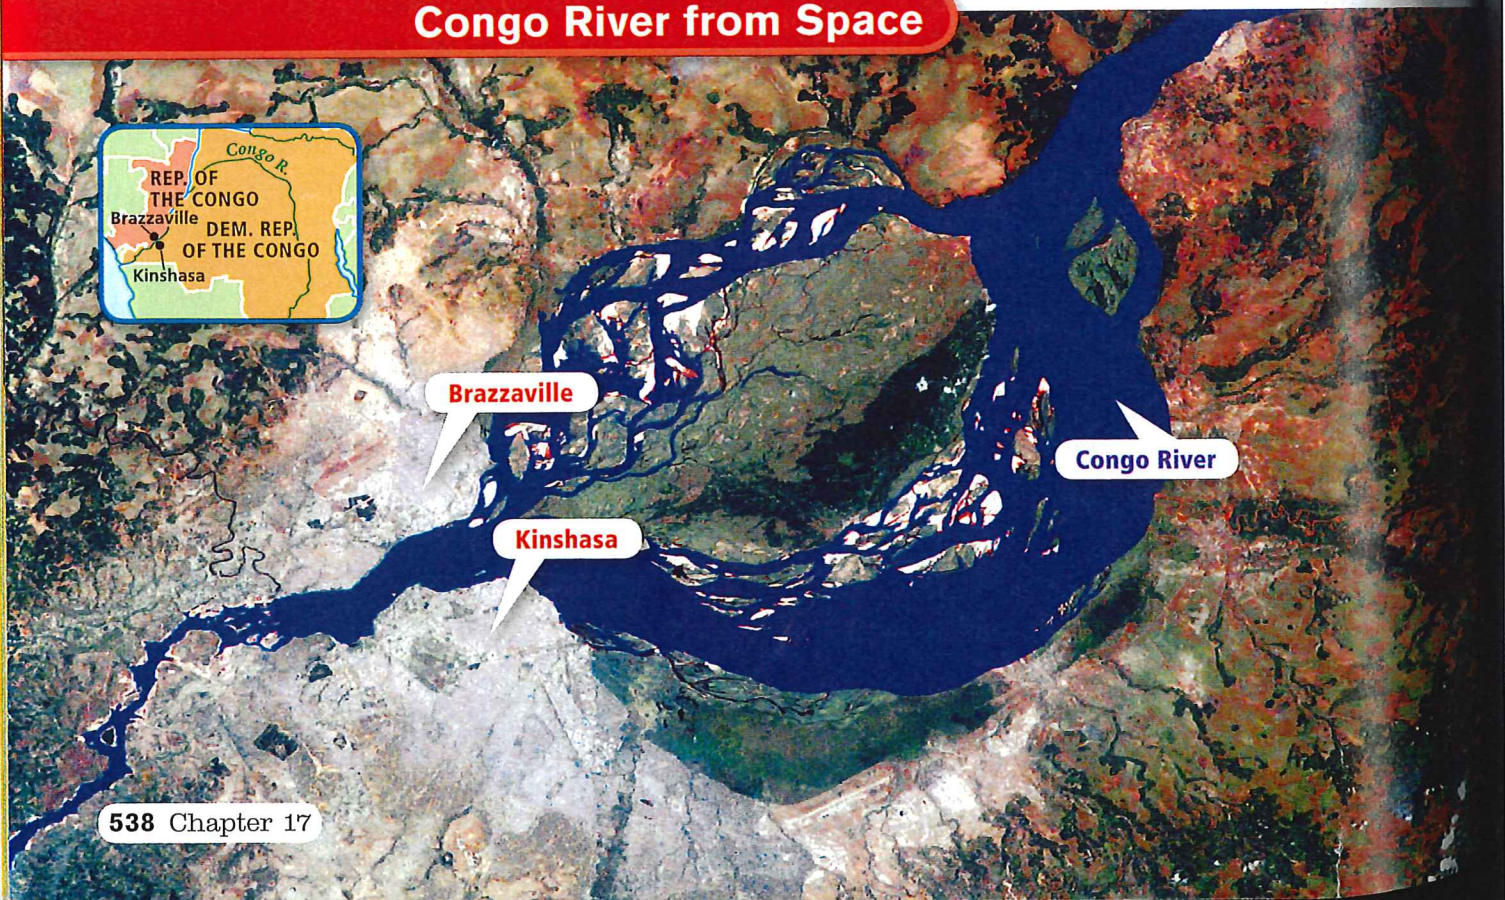 Congo River from Space
Congo R.
REP. OF
THE CONGO
Brazzaville
DEM. REP.
OF THE CONGO
Kinshasa
Brazzaville
Congo River
Kinshasa
538 Chapter 17